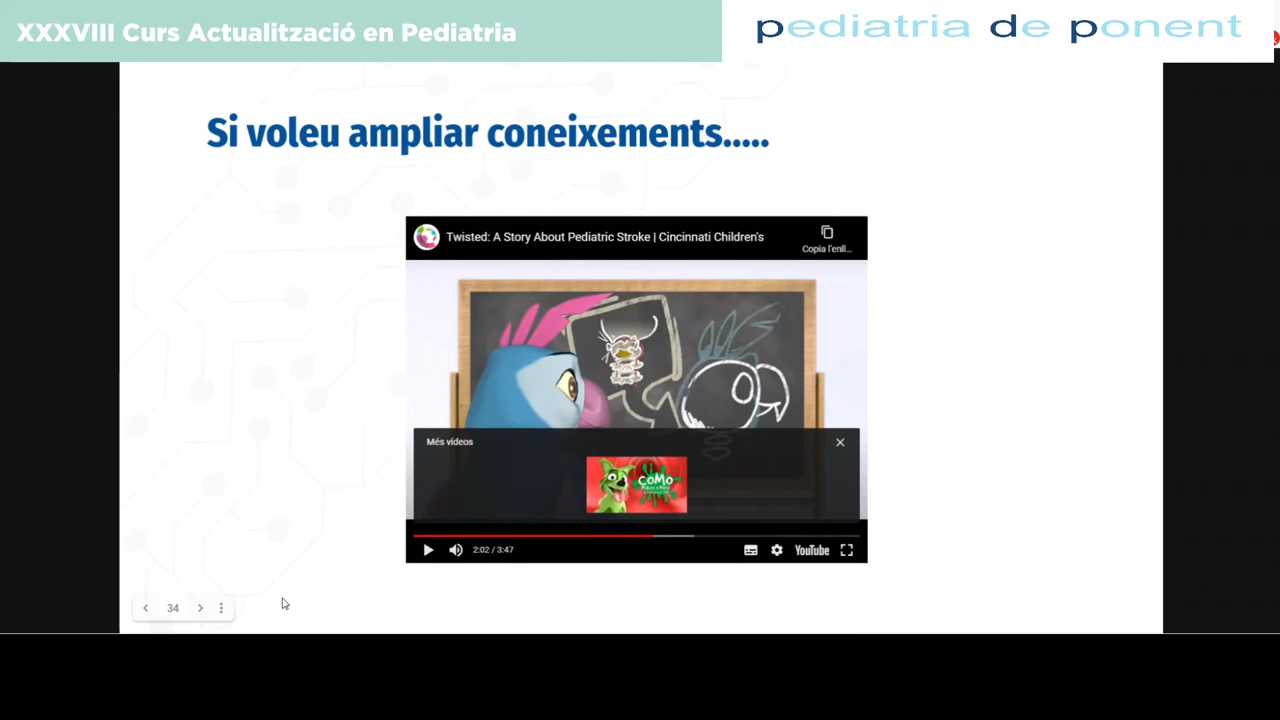 XXXVIII Curs Actualització en Pediatria
pediatria de ponent
Si voleu ampliar coneixements.....
Twisted: A Story About Pediatric Stroke | Cincinnati Children's
Copia l'enll...
Més vídeos
COMO
2:02 / 3:47
YouTube
34